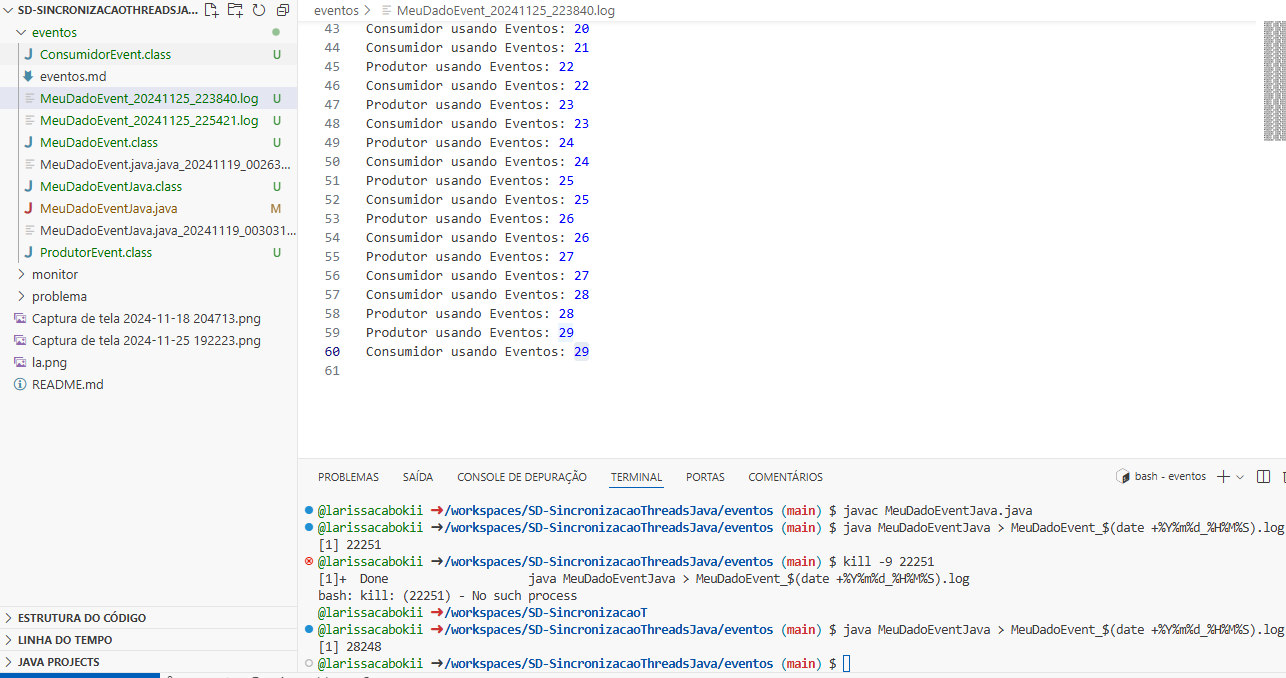 SD-SINCRONIZACAOTHREADSJA...
eventos
ConsumidorEvent.class U
eventos.md
MeuDadoEvent_20241125_223840.log U
MeuDadoEvent_20241125_225421.log U
MeuDadoEvent.class U
MeuDadoEvent.java.java_20241119_00263...
MeuDadoEventJava.class U
MeuDadoEventJava.java M
MeuDadoEventJava.java_20241119_003031...
ProdutorEvent.class U
monitor
problema
Captura de tela 2024-11-18 204713.png
Captura de tela 2024-11-25 192223.png
la.png
README.md
ESTRUTURA DO CÓDIGO
LINHA DO TEMPO
JAVA PROJECTS
eventos > MeuDadoEvent_20241125_223840.log
43 Consumidor usando Eventos: 20
44 Consumidor usando Eventos: 21
45 Produtor usando Eventos: 22
46 Consumidor usando Eventos: 22
47 Produtor usando Eventos: 23
48 Consumidor usando Eventos: 23
49 Produtor usando Eventos: 24
50 Consumidor usando Eventos: 24
51 Produtor usando Eventos: 25
52 Consumidor usando Eventos: 25
53 Produtor usando Eventos: 26
54 Consumidor usando Eventos: 26
55 Produtor usando Eventos: 27
56 Consumidor usando Eventos: 27
57 Consumidor usando Eventos: 28
58 Produtor usando Eventos: 28
59 Produtor usando Eventos: 29
60 Consumidor usando Eventos: 29
61
PROBLEMAS SAÍDA CONSOLE DE DEPURAÇÃO TERMINAL PORTAS COMENTÁRIOS bash - eventos
@larissacabokii ➜/workspaces/SD-SincronizacaoThreadsJava/eventos (main) $ javac MeuDadoEventJava.java
@larissacabokii ➜/workspaces/SD-SincronizacaoThreadsJava/eventos (main) $ java MeuDadoEventJava > MeuDadoEvent_$(date +%Y%m%d_%H%M%S).log
[1] 22251
@larissacabokii ➜/workspaces/SD-SincronizacaoThreadsJava/eventos (main) $ kill -9 22251
[1]+ Done java MeuDadoEventJava > MeuDadoEvent_$(date +%Y%m%d_%H%M%S).log
bash: kill: (22251) - No such process
@larissacabokii ➜/workspaces/SD-SincronizacaoT
@larissacabokii ➜/workspaces/SD-SincronizacaoThreadsJava/eventos (main) $ java MeuDadoEventJava > MeuDadoEvent_$(date +%Y%m%d_%H%M%S).log
[1] 28248
@larissacabokii ➜/workspaces/SD-SincronizacaoThreadsJava/eventos (main) $